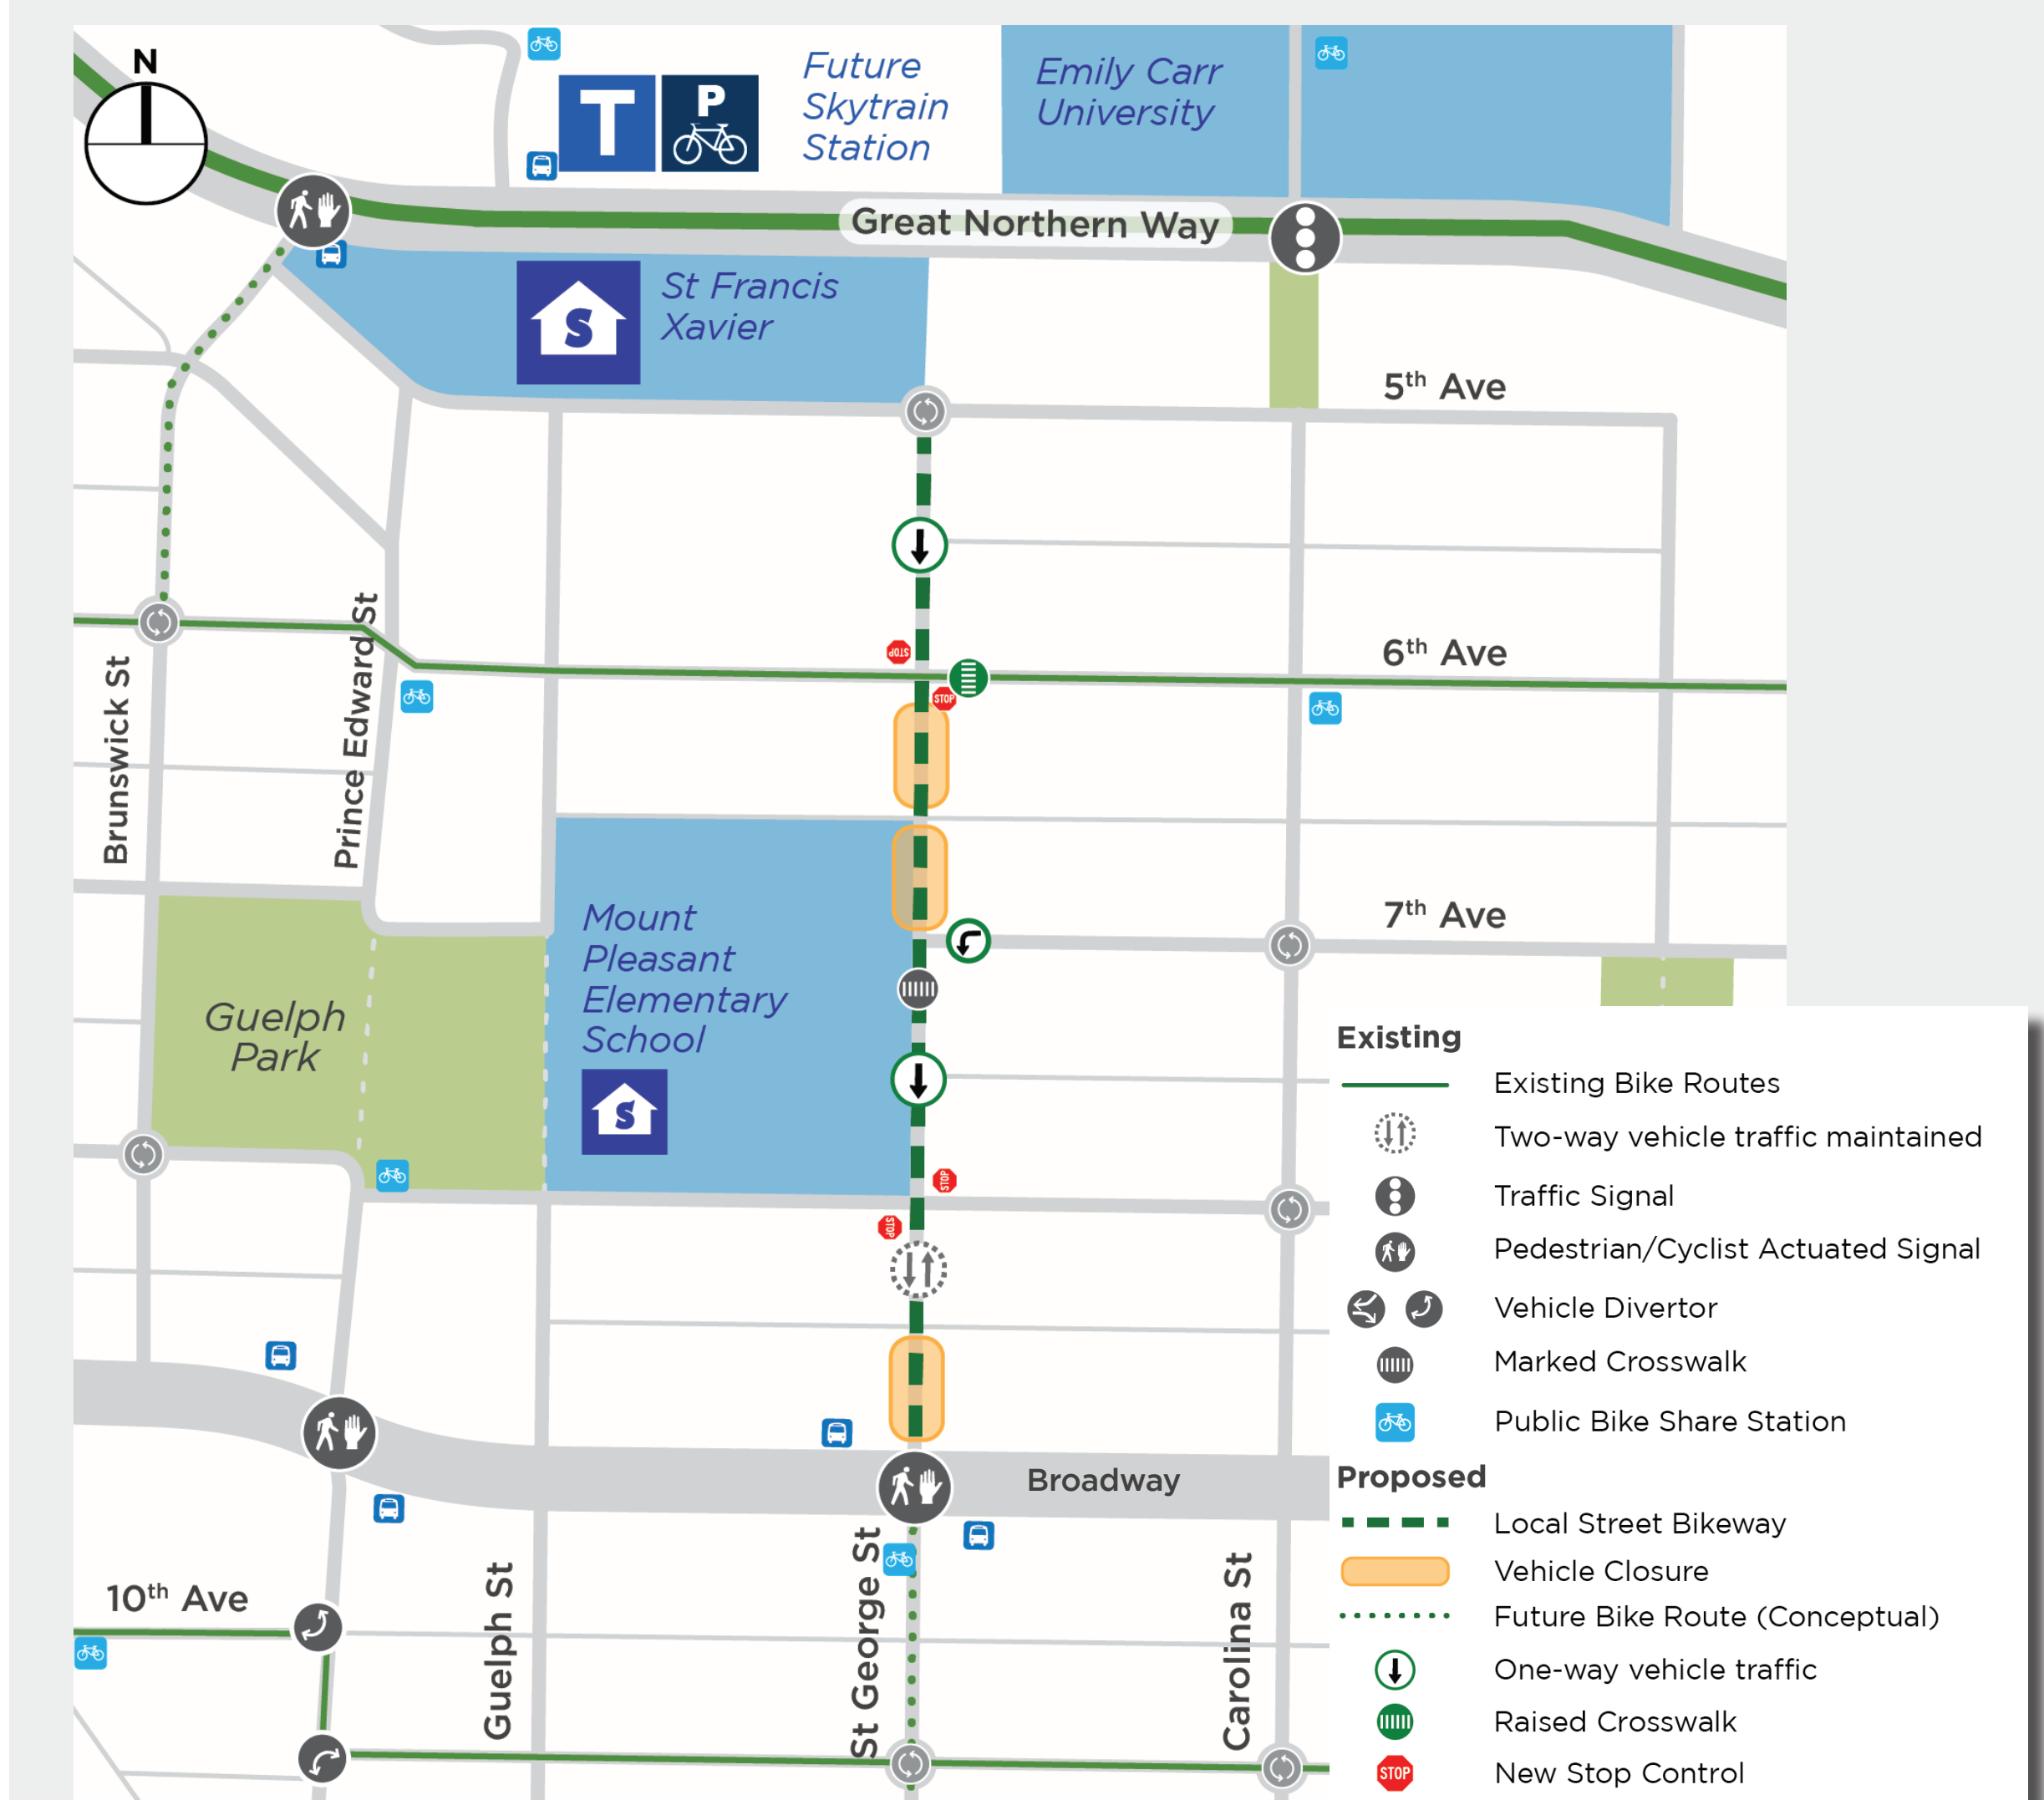 N
T
P
Future
Skytrain
Station
Emily Carr
University
Great Northern Way
S
St Francis
Xavier
5th Ave
Prince Edward St
Brunswick St
STOP
6th Ave
STOP
7th Ave
Mount
Pleasant
Elementary
School
S
Guelph
Park
STOP
STOP
Broadway
10th Ave
Guelph St
St George St
Carolina St
Existing
Existing Bike Routes
Two-way vehicle traffic maintained
Traffic Signal
Pedestrian/Cyclist Actuated Signal
Vehicle Divertor
Marked Crosswalk
Public Bike Share Station
Proposed
Local Street Bikeway
Vehicle Closure
Future Bike Route (Conceptual)
One-way vehicle traffic
Raised Crosswalk
STOP New Stop Control